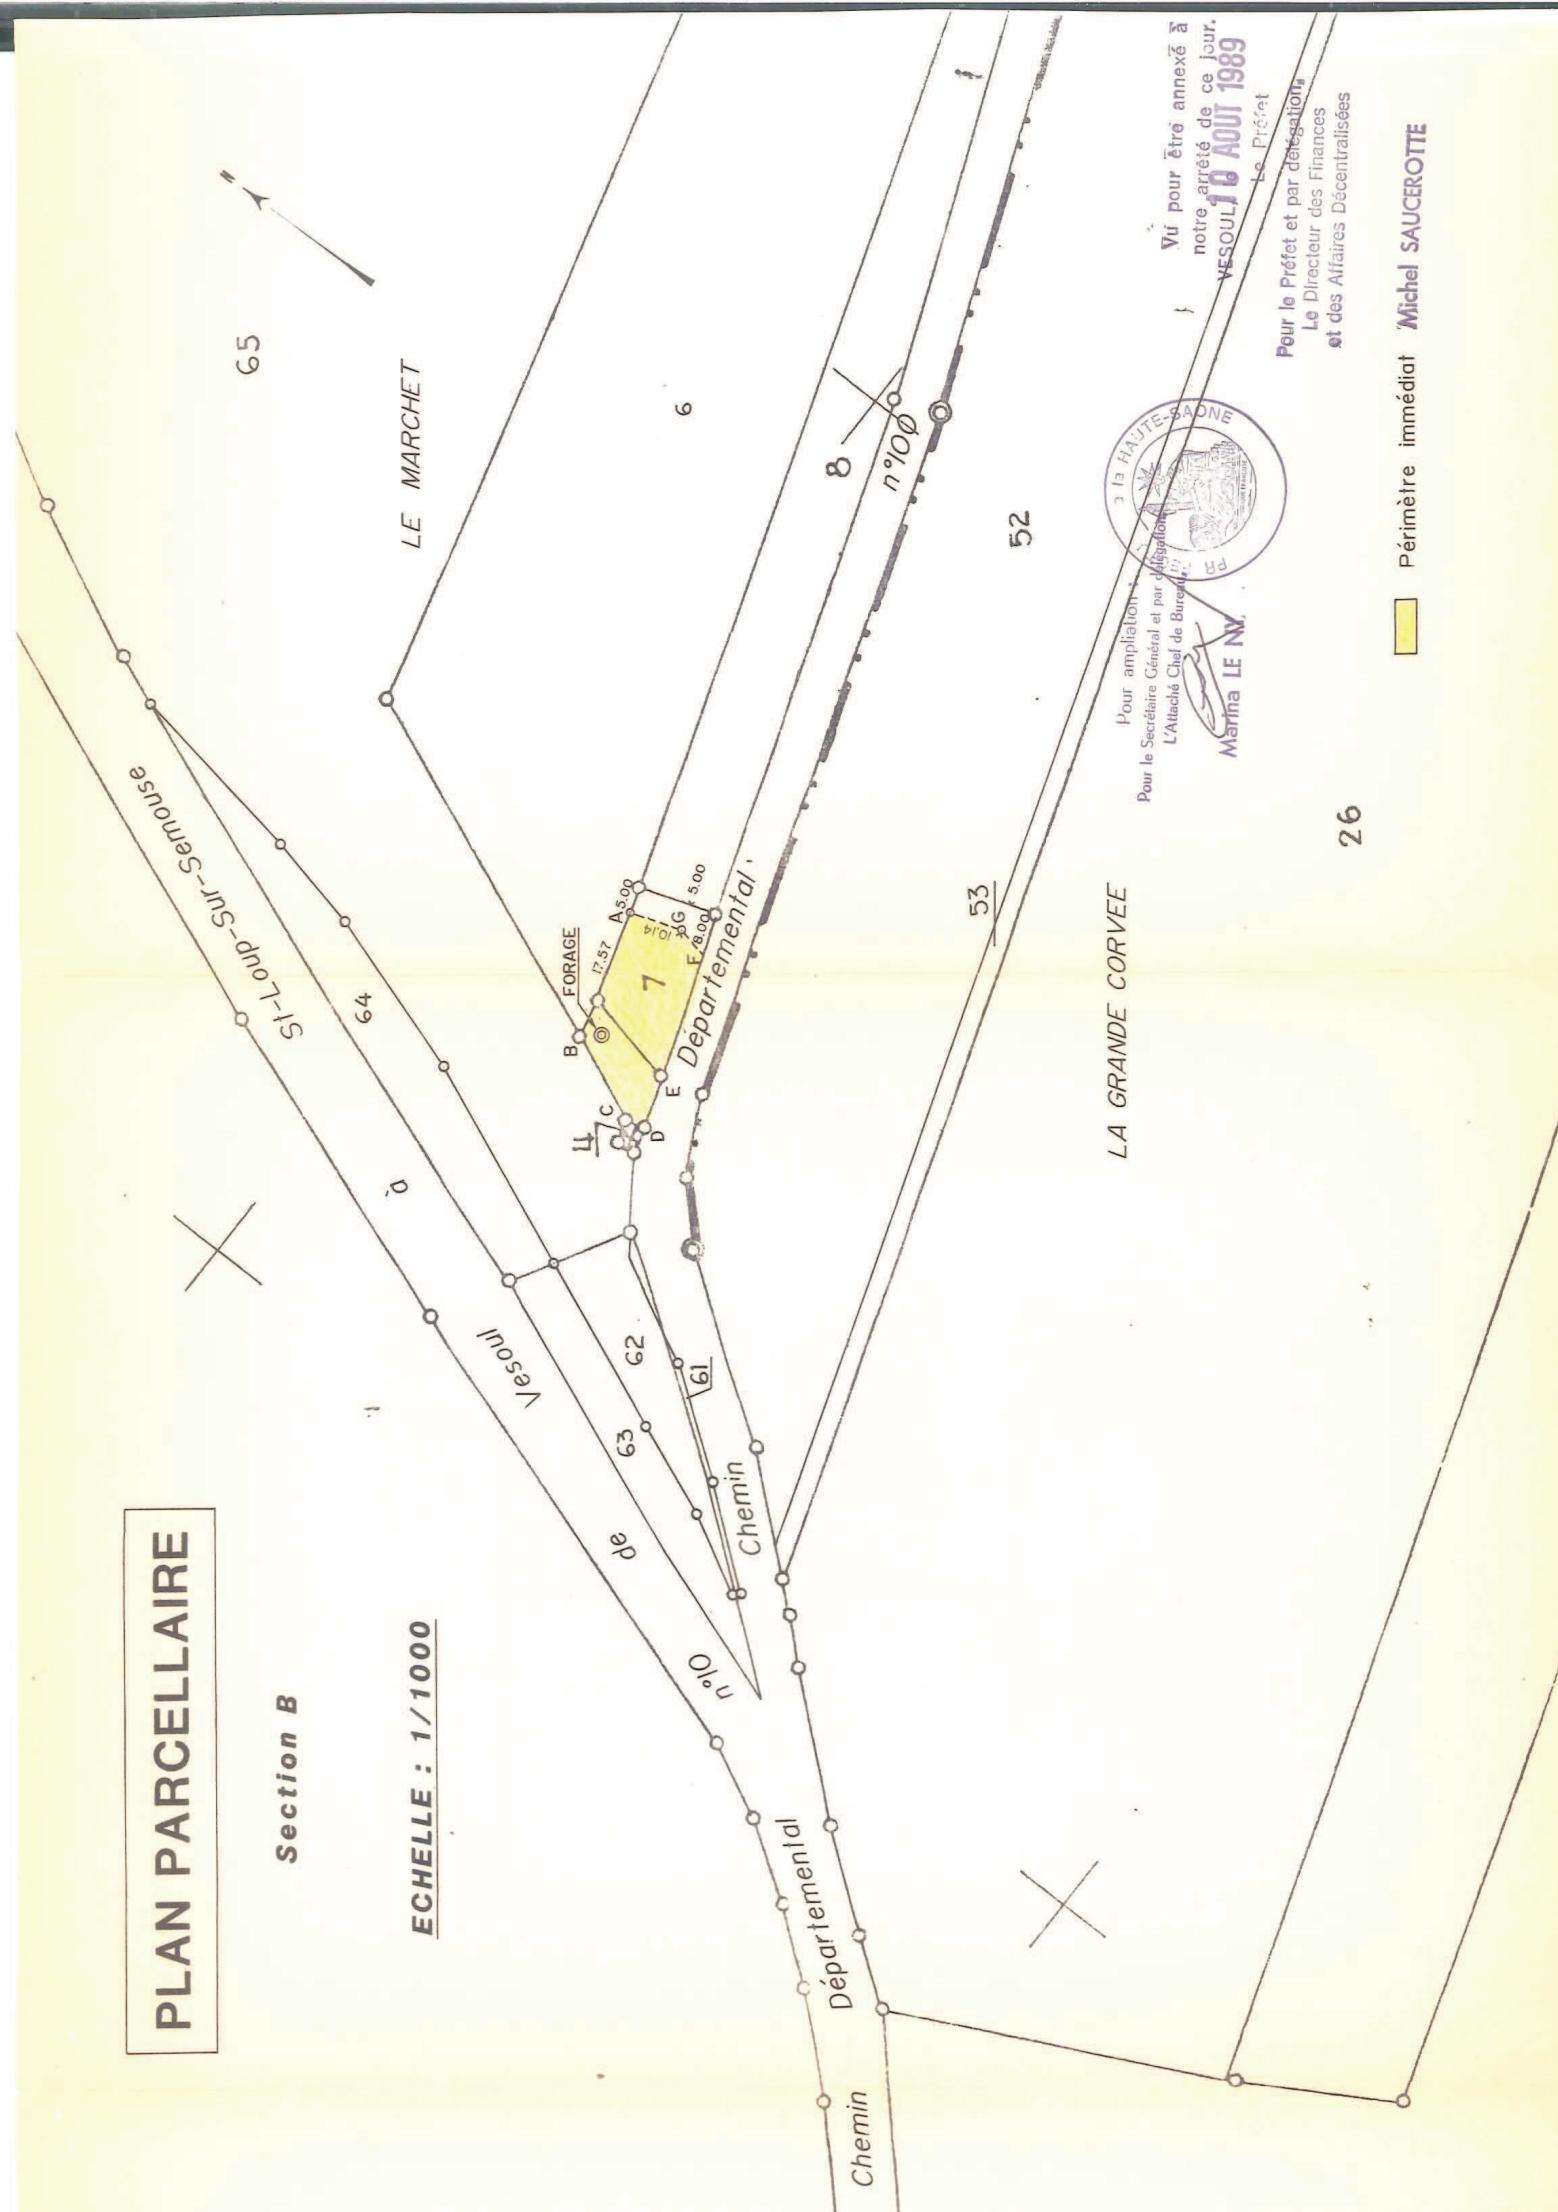 PLAN PARCELLAIRE
Section B
ECHELLE : 1/1000
Chemin
Départemental
n°10
de
Vesoul
à
St-Loup-Sur-Semouse
65
LE MARCHET
64
63
62
61
6
FORAGE
B
17.57
A
5.00
10.14
G
5.00
7
F
8.00
C
4
D
E
Chemin
Départemental
8
n°100
52
53
LA GRANDE CORVEE
26
N
Vu pour être annexé à
notre arrêté de ce jour.
VESOUL, le 10 AOUT 1989
Le Préfet
Pour le Préfet et par délégation,
Le Directeur des Finances
et des Affaires Décentralisées
Michel SAUCEROTTE
Pour ampliation :
Pour le Secrétaire Général et par délégation
L'Attaché Chef de Bureau,
Marina LE NY
la HAUTE-SAONE
PR
Périmètre immédiat